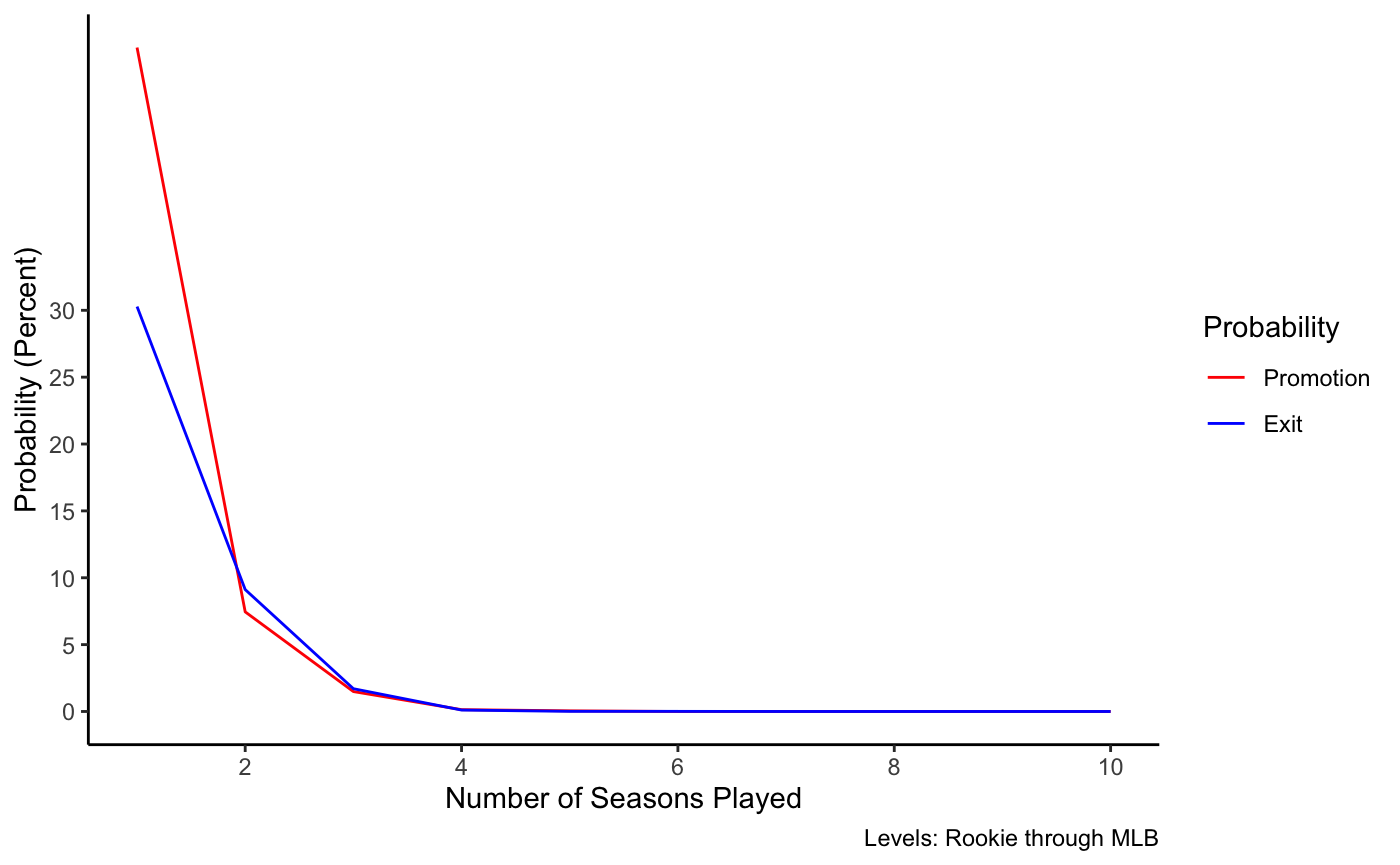 Probability (Percent)
30
25
20
15
10
5
0
2 4 6 8 10
Number of Seasons Played
Levels: Rookie through MLB
Probability
Promotion
Exit